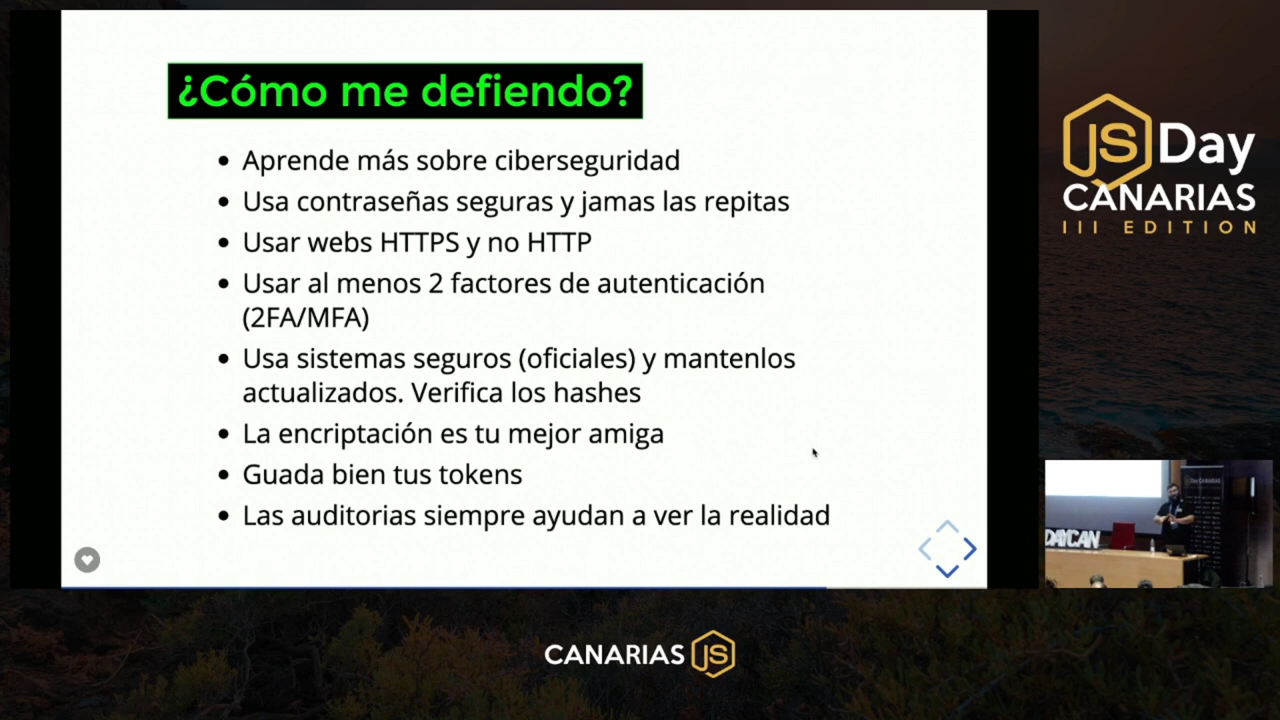 ¿Cómo me defiendo?
Aprende más sobre ciberseguridad
Usa contraseñas seguras y jamas las repitas
Usar webs HTTPS y no HTTP
Usar al menos 2 factores de autenticación
(2FA/MFA)
Usa sistemas seguros (oficiales) y mantenlos
actualizados. Verifica los hashes
La encriptación es tu mejor amiga
Guada bien tus tokens
Las auditorias siempre ayudan a ver la realidad
JS Day
CANARIAS
III EDITION
DAYCAN
CANARIAS JS